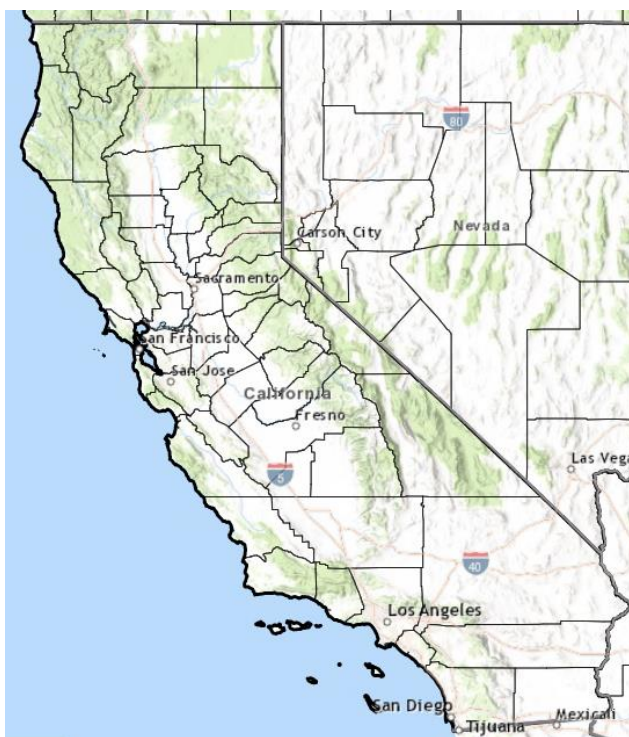 80
Carson City
Nevada
Sacramento
San Francisco
San Jose
California
Fresno
Las Vega
5
40
Los Angeles
San Diego
Tijuana
Mexicali